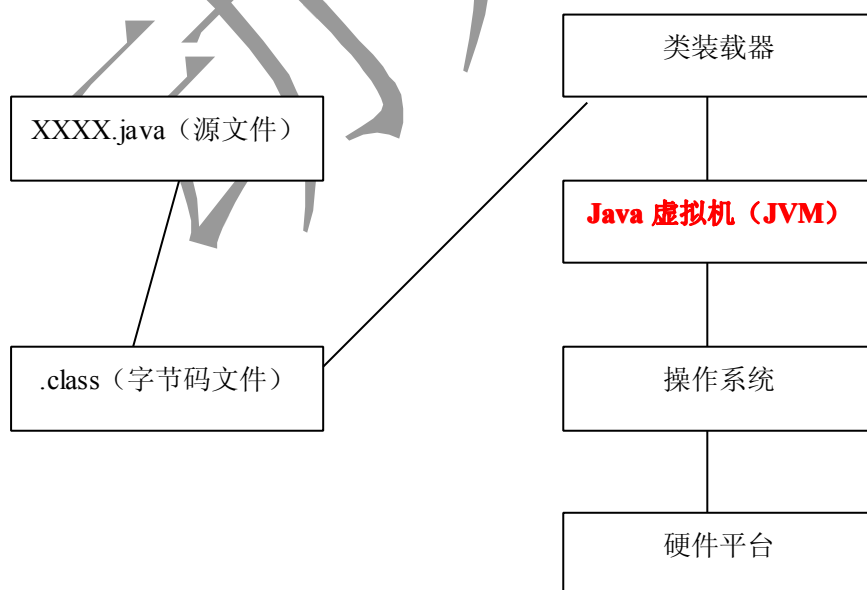 类装载器
XXXX.java（源文件）
Java 虚拟机（JVM）
.class（字节码文件）
操作系统
硬件平台